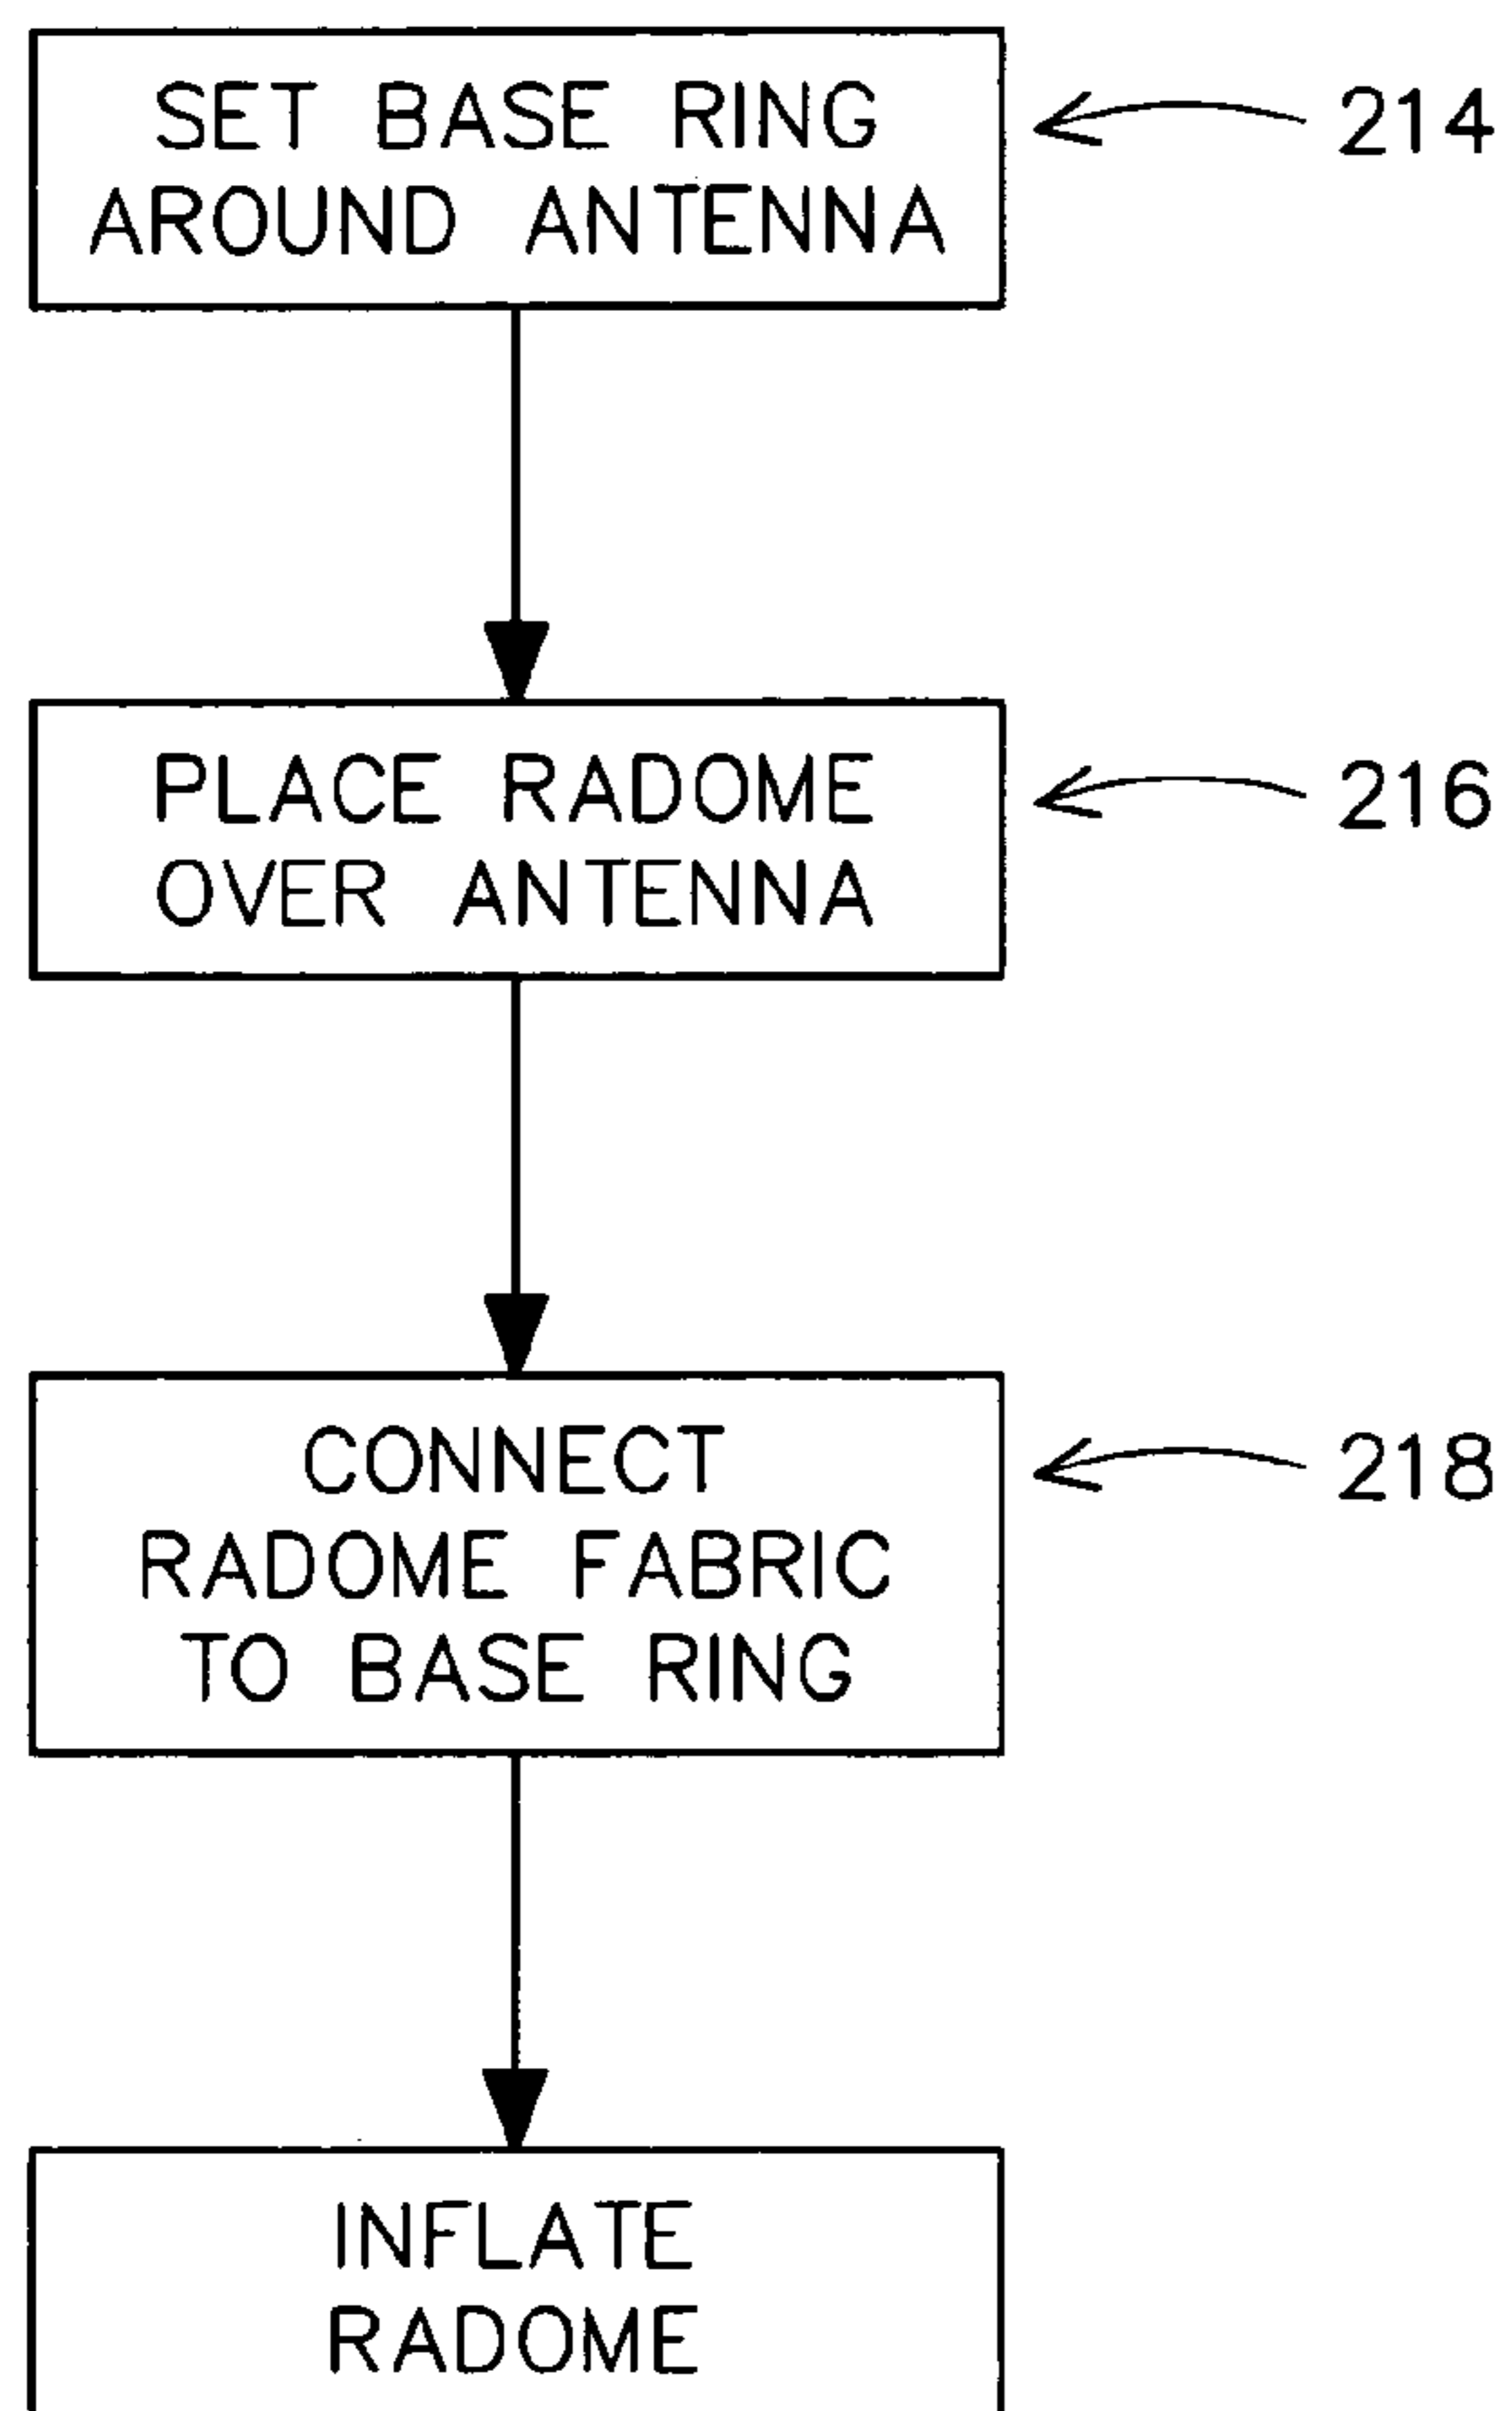 SET BASE RING
AROUND ANTENNA
214
PLACE RADOME
OVER ANTENNA
216
CONNECT
RADOME FABRIC
TO BASE RING
218
INFLATE
RADOME